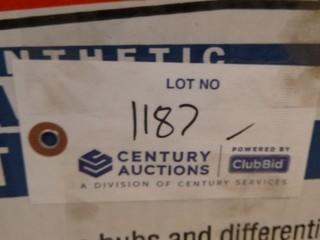 NTHETIC
LOT NO
1187
CENTURY AUCTIONS
POWERED BY
ClubBid
A DIVISION OF CENTURY SERVICES
hubs and differenti